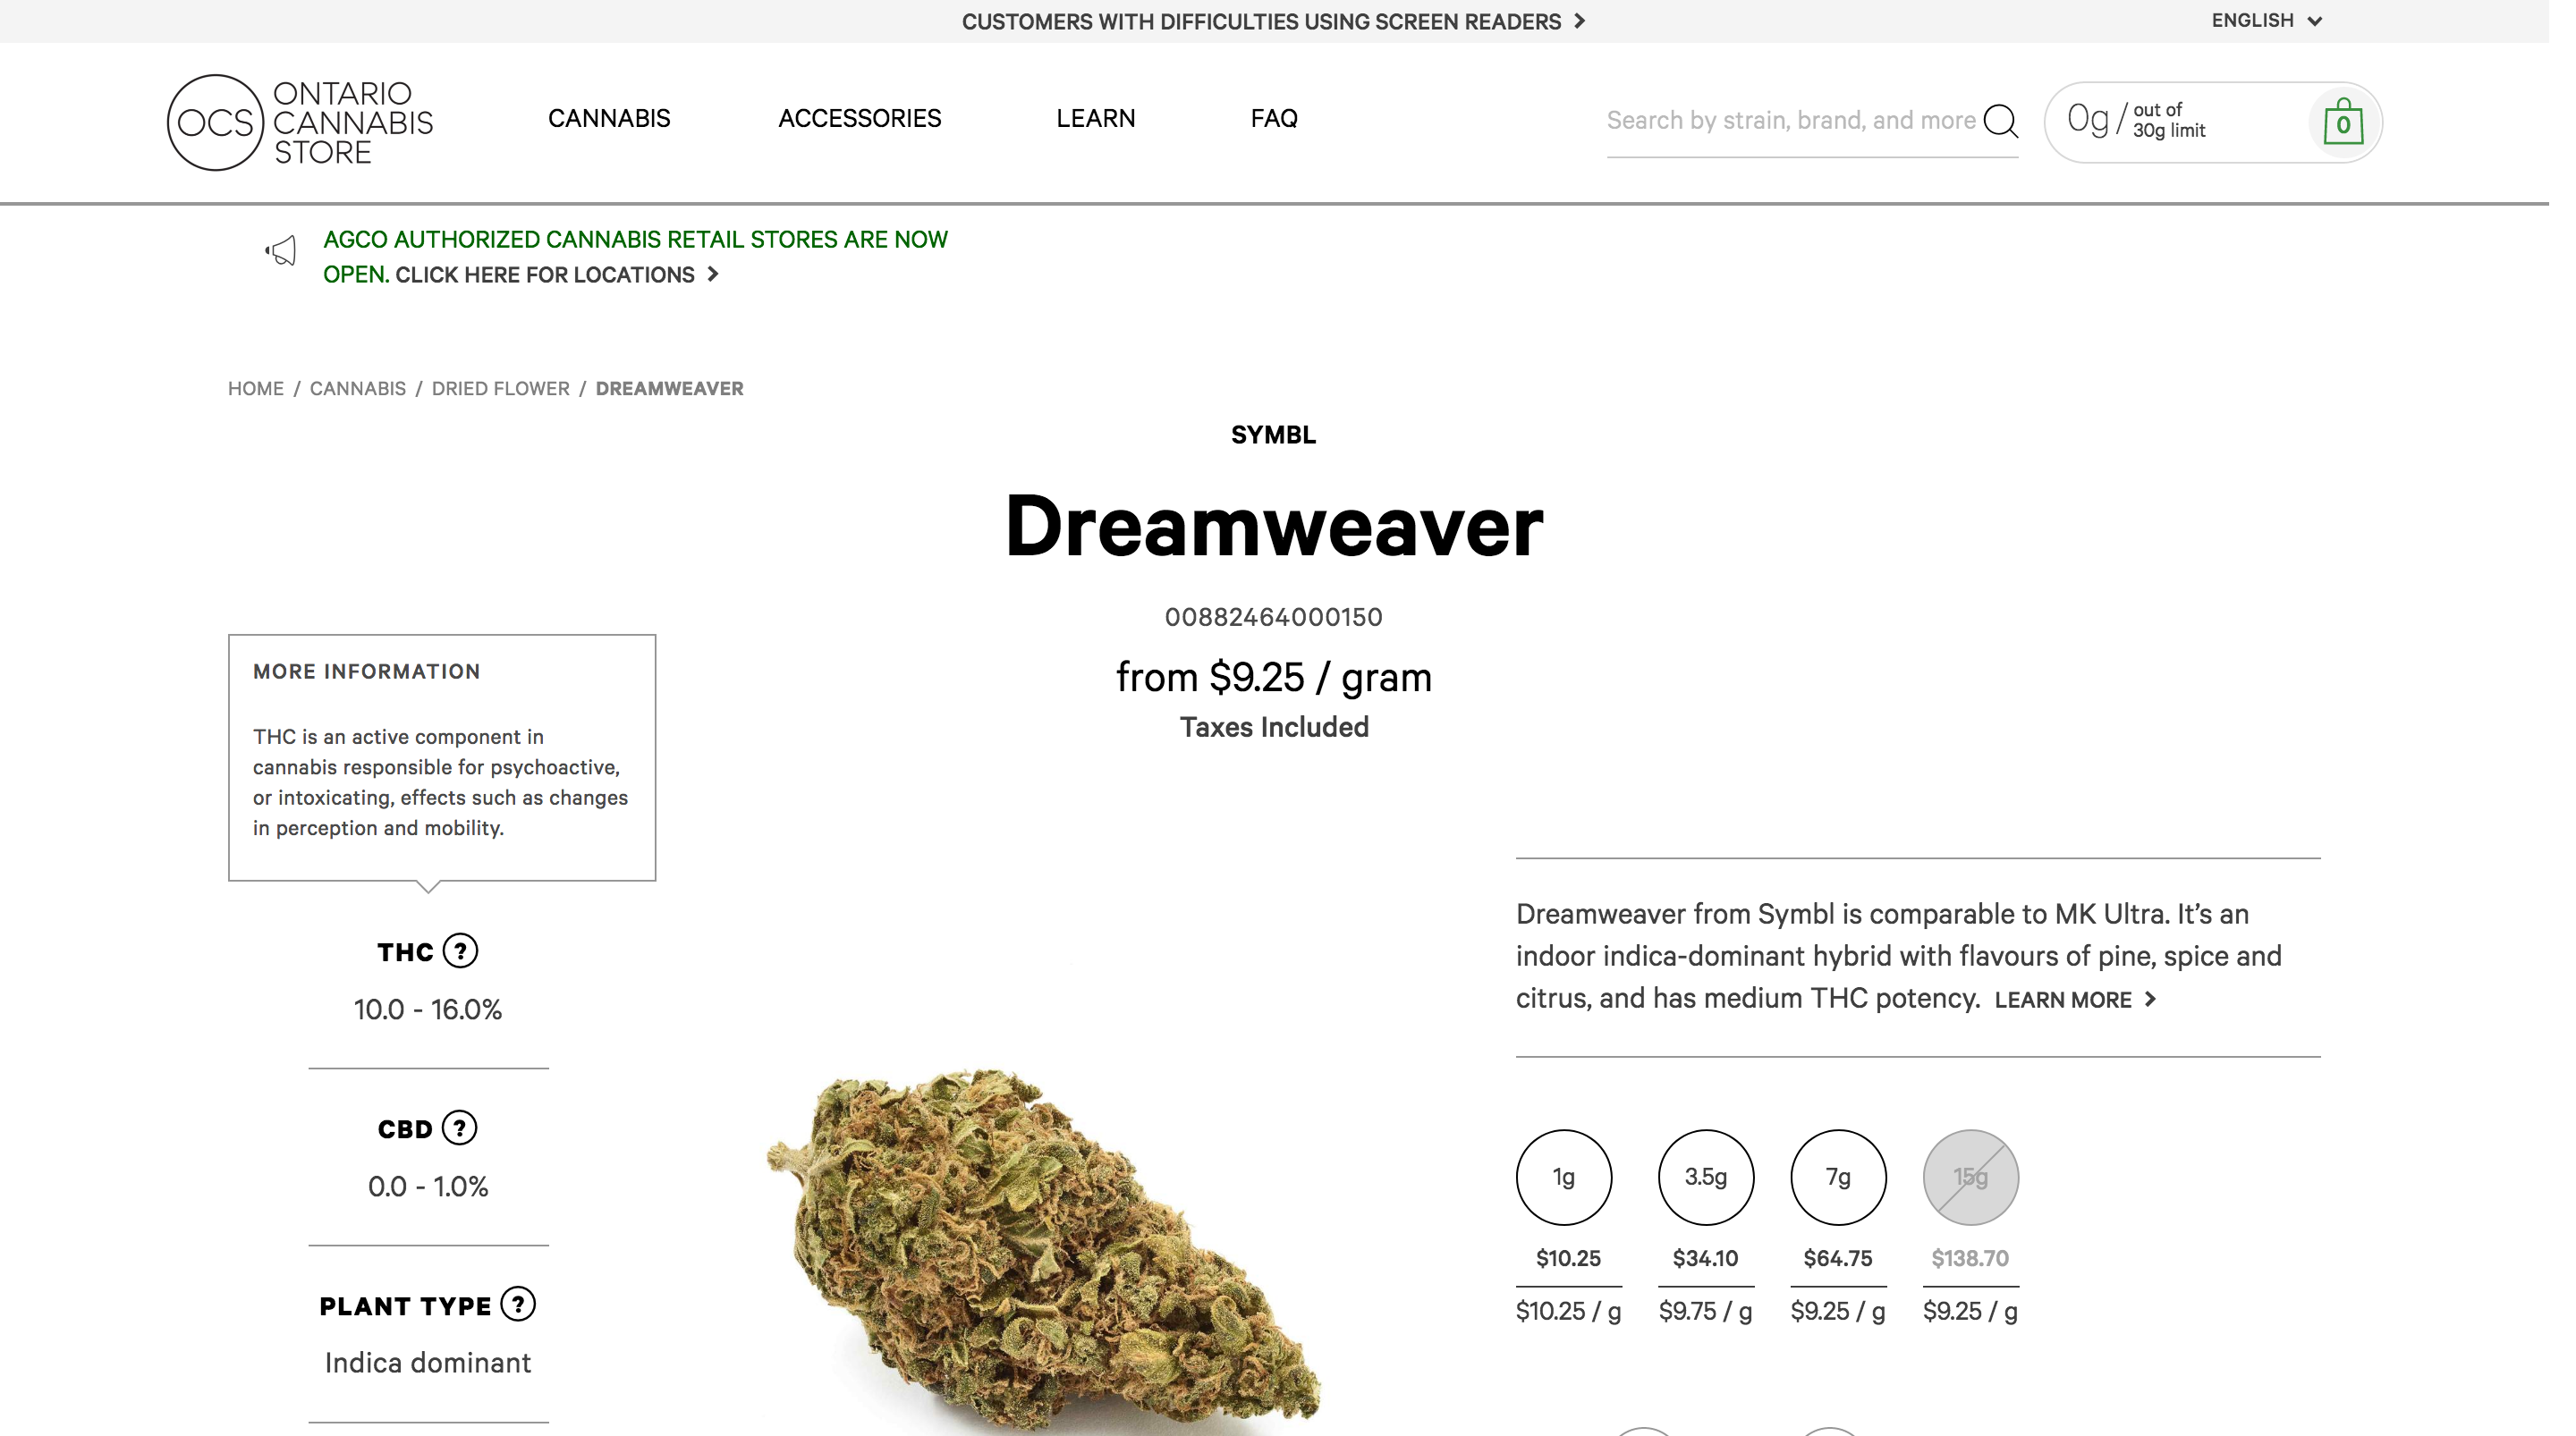 CUSTOMERS WITH DIFFICULTIES USING SCREEN READERS
ENGLISH
OCS
ONTARIO
CANNABIS
STORE
CANNABIS
ACCESSORIES
LEARN
FAQ
Search by strain, brand, and more
0g / out of
30g limit
0
AGCO AUTHORIZED CANNABIS RETAIL STORES ARE NOW
OPEN. CLICK HERE FOR LOCATIONS
HOME / CANNABIS / DRIED FLOWER / DREAMWEAVER
SYMBL
Dreamweaver
00882464000150
from $9.25 / gram
Taxes Included
MORE INFORMATION
THC is an active component in
cannabis responsible for psychoactive,
or intoxicating, effects such as changes
in perception and mobility.
THC ?
10.0 - 16.0%
CBD ?
0.0 - 1.0%
PLANT TYPE ?
Indica dominant
Dreamweaver from Symbl is comparable to MK Ultra. It’s an
indoor indica-dominant hybrid with flavours of pine, spice and
citrus, and has medium THC potency. LEARN MORE
1g 3.5g 7g 15g
$10.25 $34.10 $64.75 $138.70
$10.25 / g $9.75 / g $9.25 / g $9.25 / g